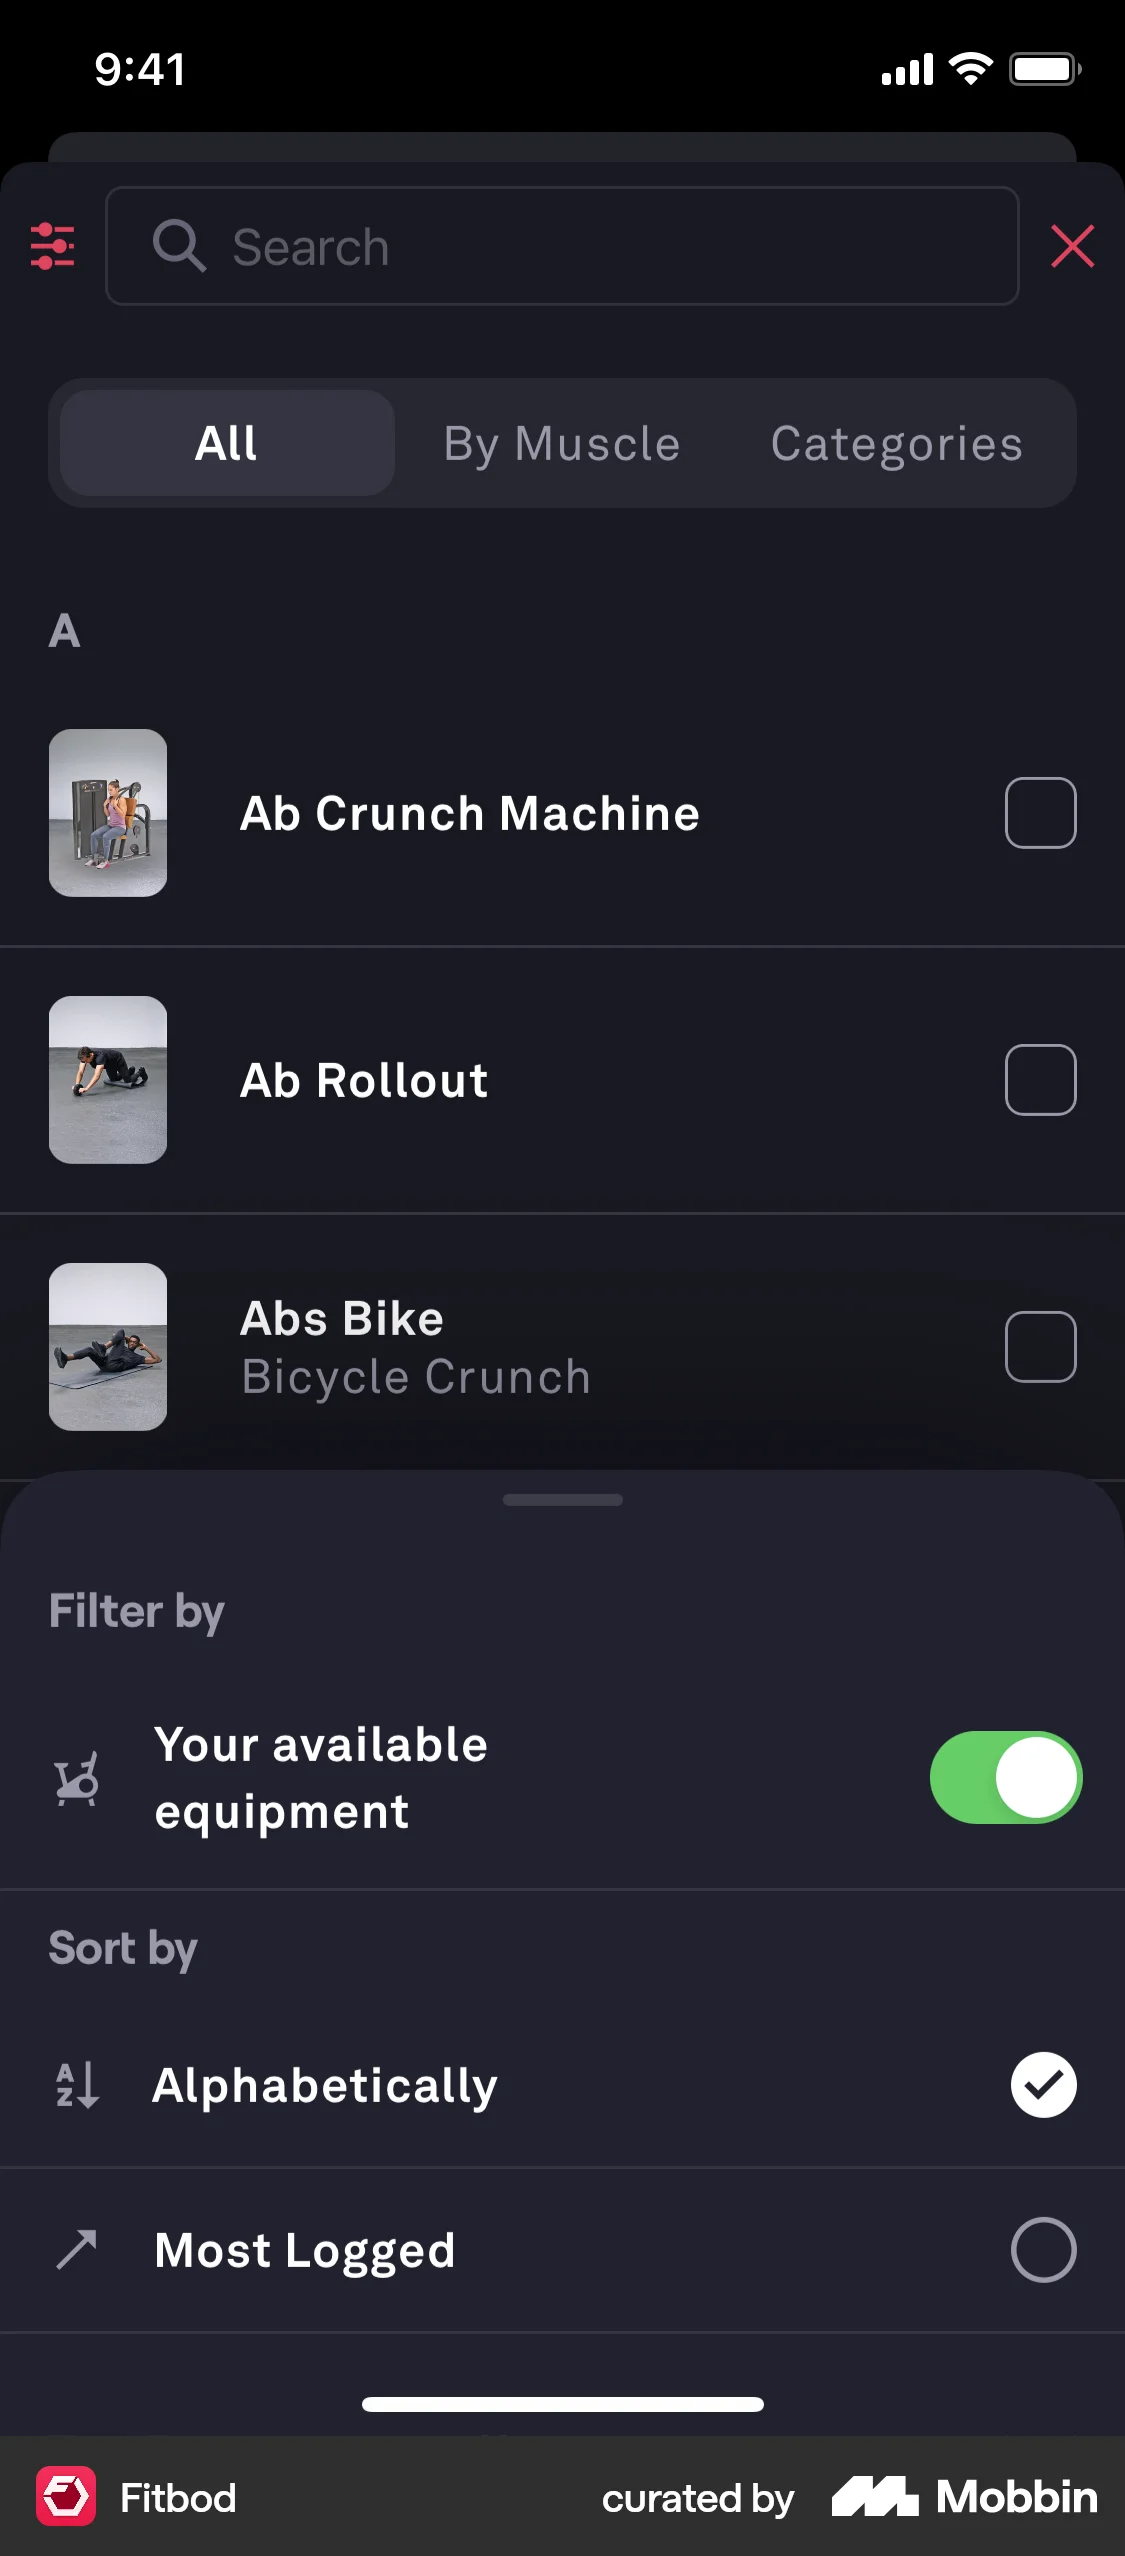 9:41
Search
All
By Muscle
Categories
A
Ab Crunch Machine
Ab Rollout
Abs Bike
Bicycle Crunch
Filter by
Your available
equipment
Sort by
Alphabetically
Most Logged
Fitbod
curated by
Mobbin